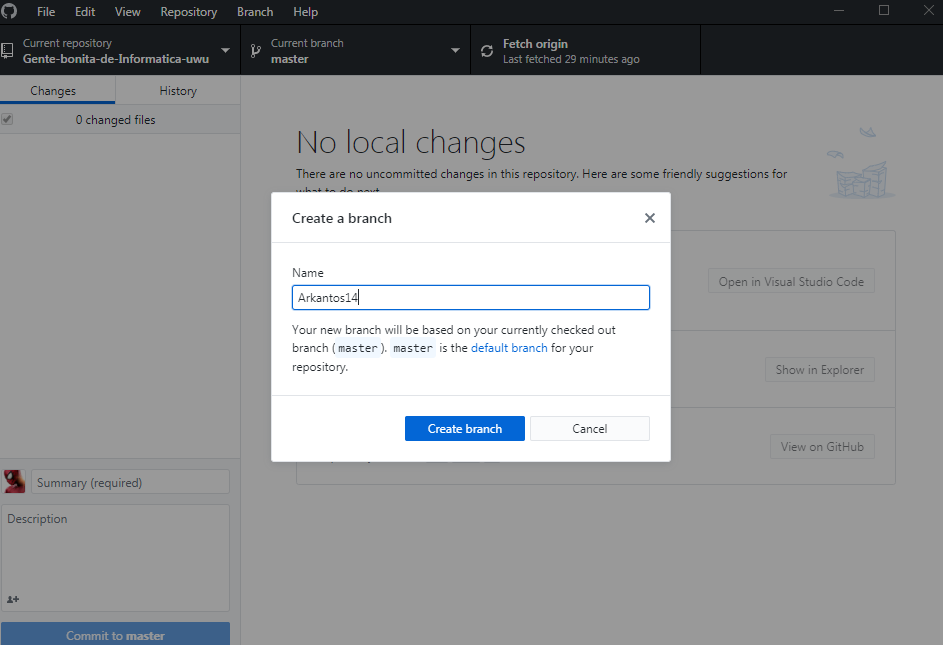 File Edit View Repository Branch Help
Current repository
Gente-bonita-de-Informatica-uwu
Current branch
master
Fetch origin
Last fetched 29 minutes ago
Changes History
0 changed files
No local changes
There are no uncommitted changes in this repository. Here are some friendly suggestions for
what to do next
Create a branch
Name
Arkantos14
Your new branch will be based on your currently checked out
branch (master). master is the default branch for your
repository.
Create branch Cancel
Open in Visual Studio Code
Show in Explorer
View on GitHub
Summary (required)
Description
Commit to master